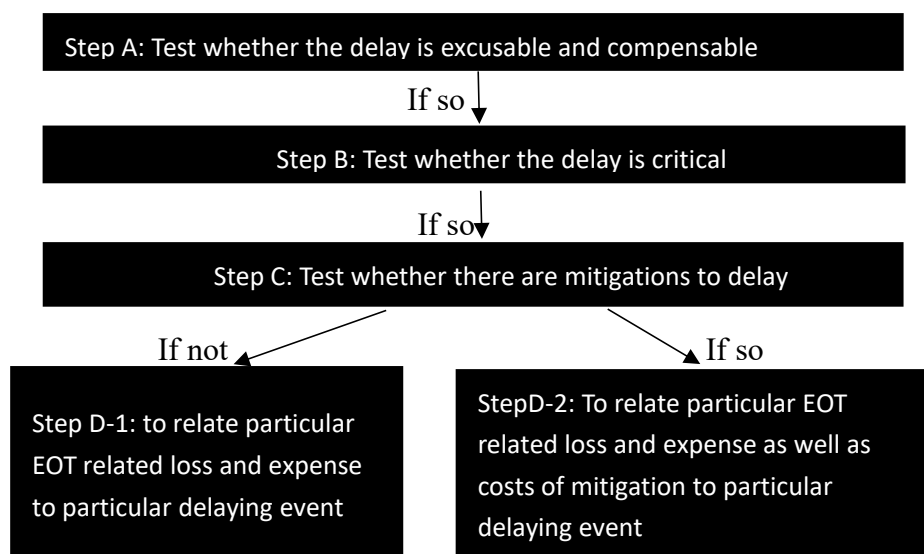 Step A: Test whether the delay is excusable and compensable
If so
Step B: Test whether the delay is critical
If so
Step C: Test whether there are mitigations to delay
If not
If so
Step D-1: to relate particular
EOT related loss and expense
to particular delaying event
StepD-2: To relate particular EOT
related loss and expense as well as
costs of mitigation to particular
delaying event